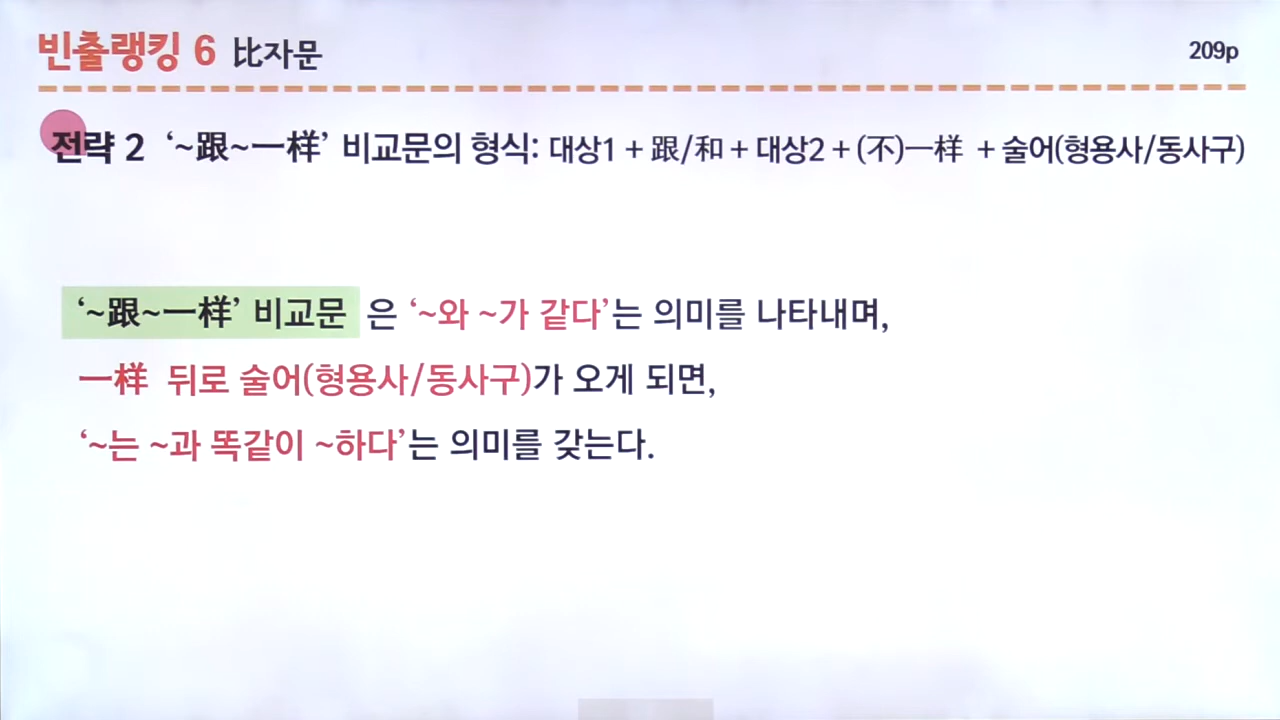 빈출랭킹 6 比자문
209p
전략 2 ‘~跟~一样’ 비교문의 형식: 대상1 + 跟/和 + 대상2 + (不)一样 + 술어(형용사/동사구)
‘~跟~一样’ 비교문 은 ‘~와 ~가 같다’는 의미를 나타내며,
一样 뒤로 술어(형용사/동사구)가 오게 되면,
‘~는 ~과 똑같이 ~하다’는 의미를 갖는다.